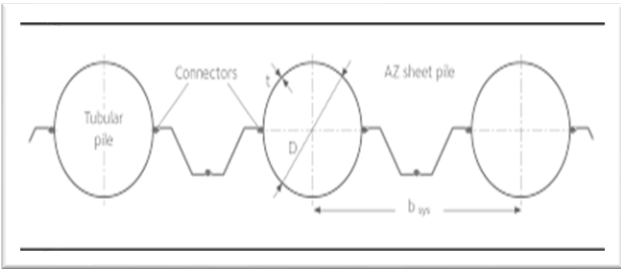 Connectors
t
AZ sheet pile
Tubular
pile
D
b sys